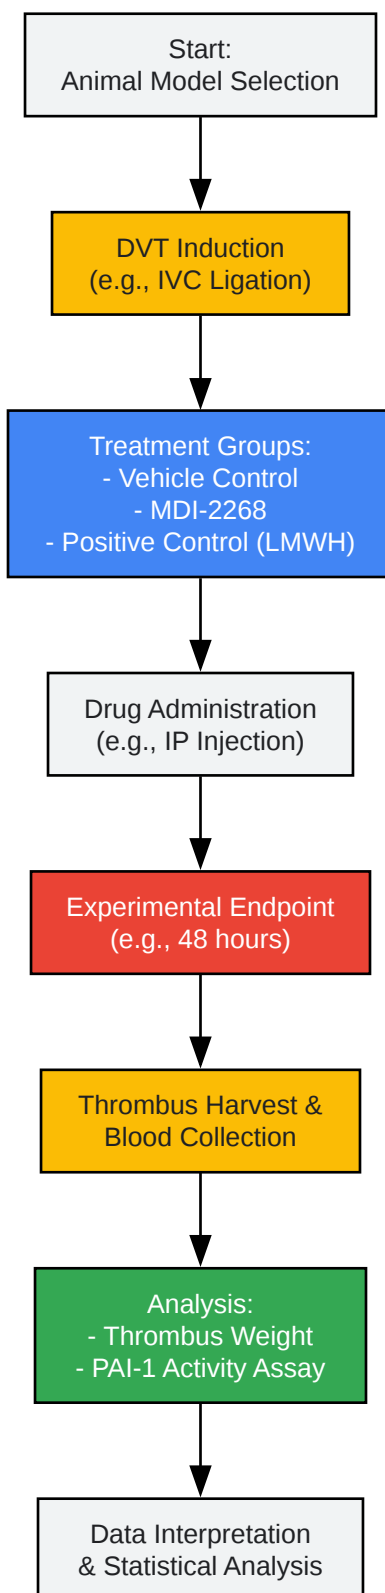 Start:
Animal Model Selection
DVT Induction
(e.g., IVC Ligation)
Treatment Groups:
- Vehicle Control
- MDI-2268
- Positive Control (LMWH)
Drug Administration
(e.g., IP Injection)
Experimental Endpoint
(e.g., 48 hours)
Thrombus Harvest &
Blood Collection
Analysis:
- Thrombus Weight
- PAI-1 Activity Assay
Data Interpretation
& Statistical Analysis